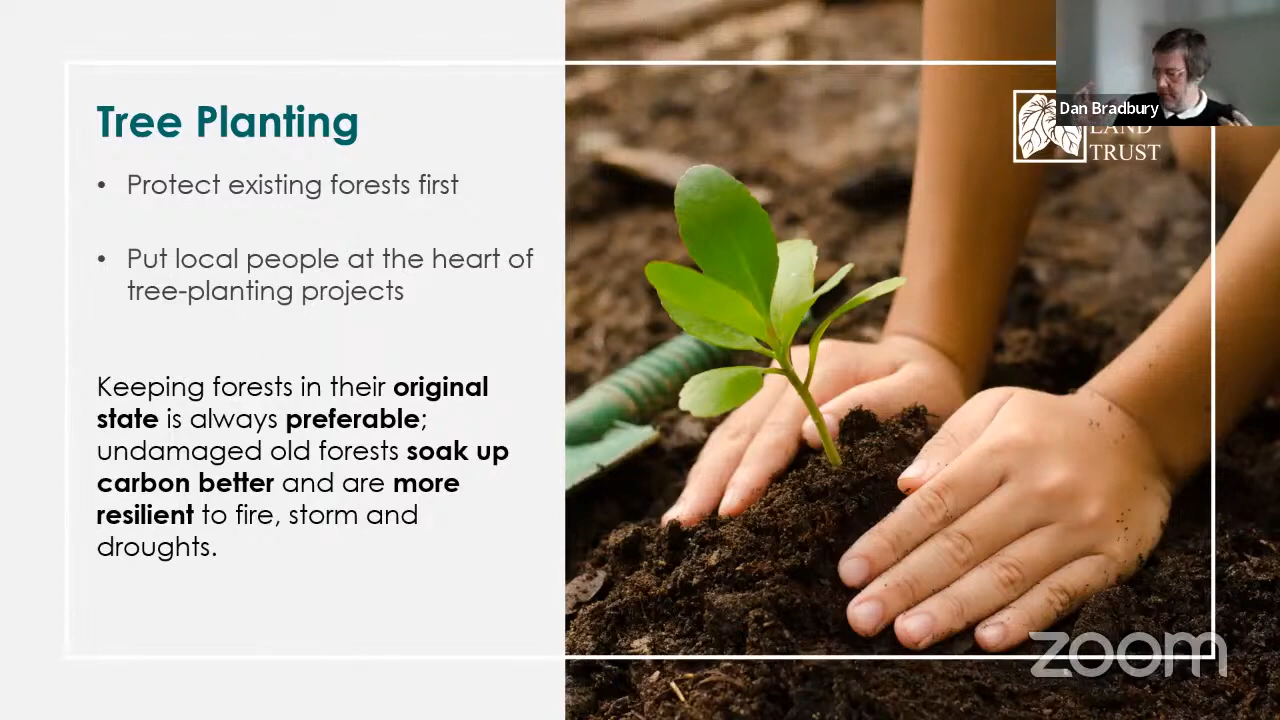 Tree Planting
• Protect existing forests first
• Put local people at the heart of
tree-planting projects
Keeping forests in their original
state is always preferable;
undamaged old forests soak up
carbon better and are more
resilient to fire, storm and
droughts.
Dan Bradbury
LAND
TRUST
zoom